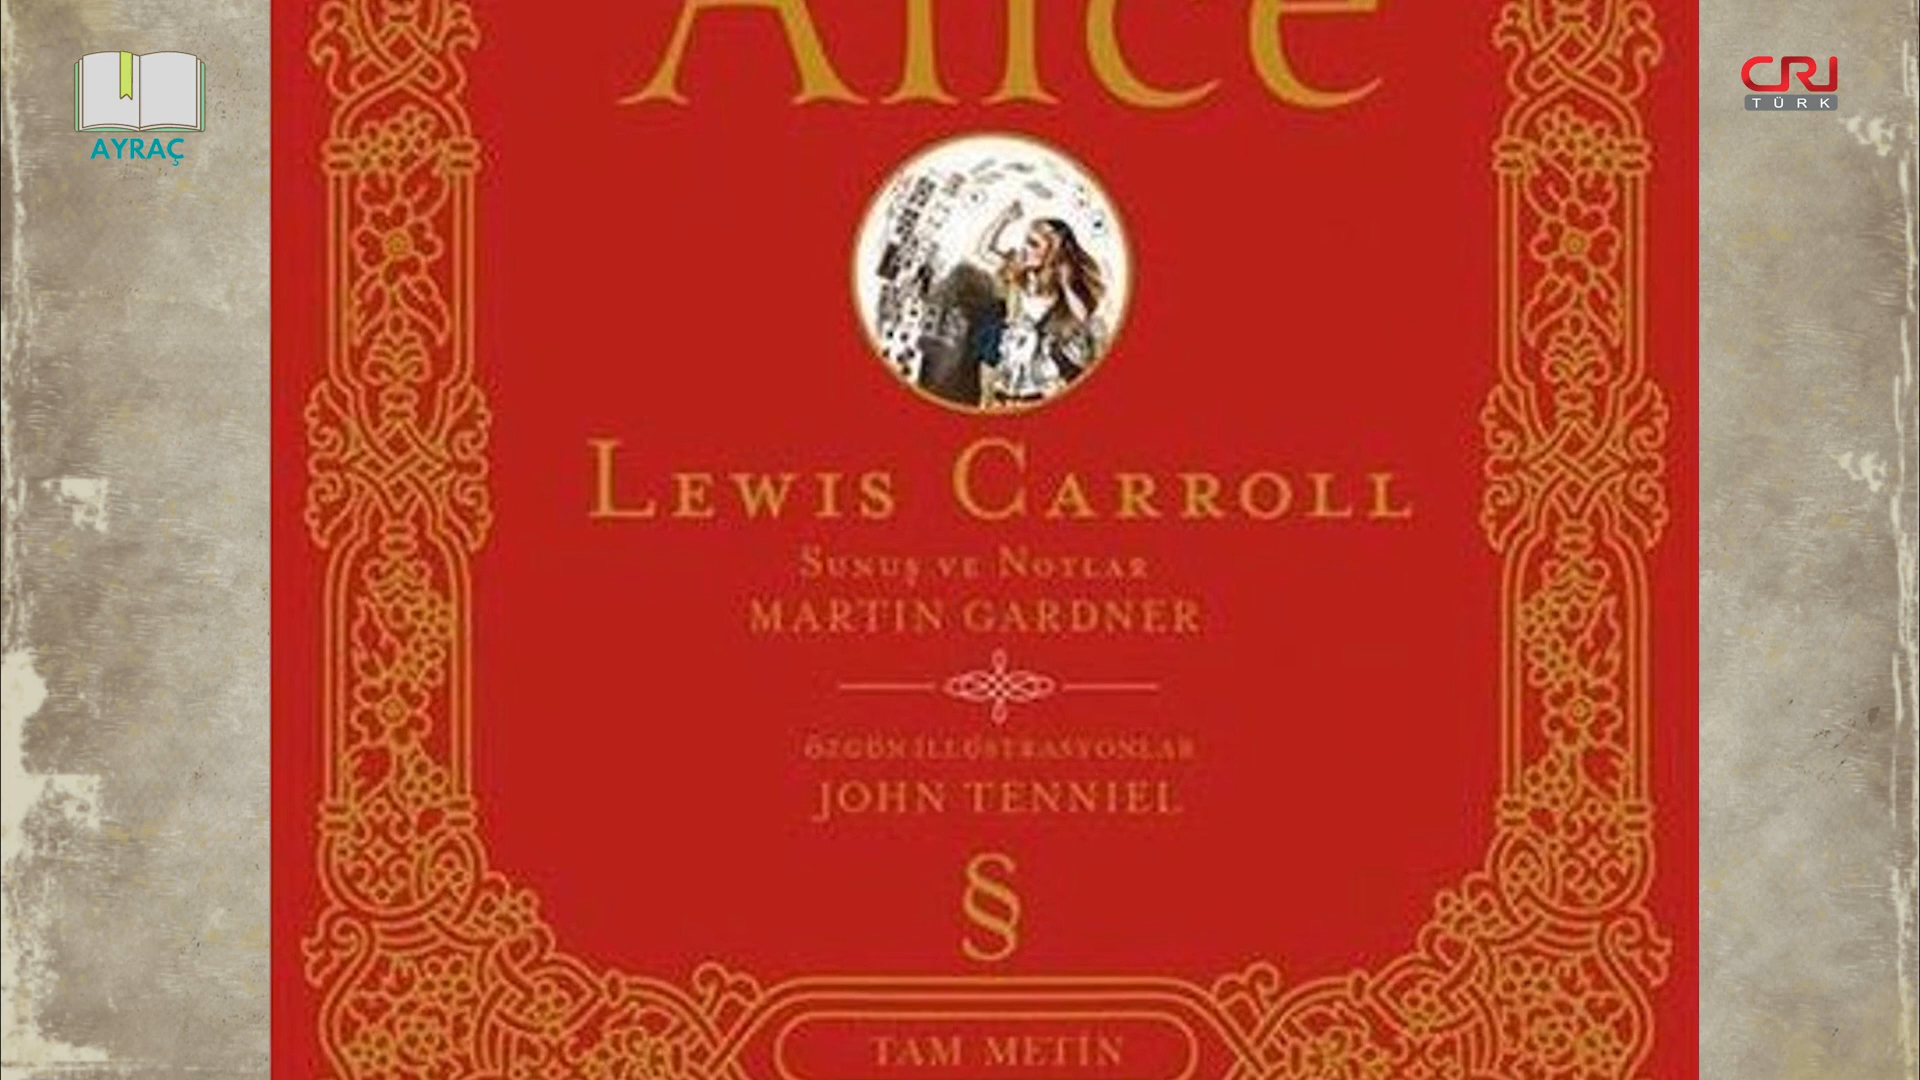 Alice
AYRAÇ
CRI
TÜRK
LEWIS CARROLL
SUNUŞ VE NOTLAR
MARTIN GARDNER
ÖZGÜN İLLÜSTRASYONLAR
JOHN TENNIEL
§
TAM METİN